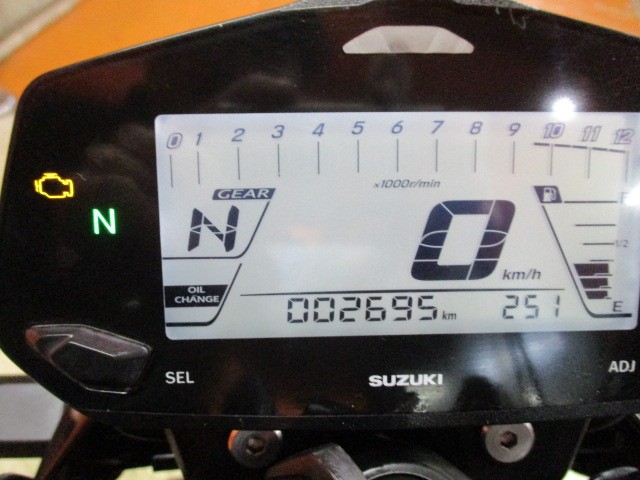 0 1 2 3 4 5 6 7 8 9 10 11 12
×1000r/min
GEAR
N
N
0
km/h
1/2
OIL
CHANGE
002695 km
251
E
SEL
SUZUKI
ADJ